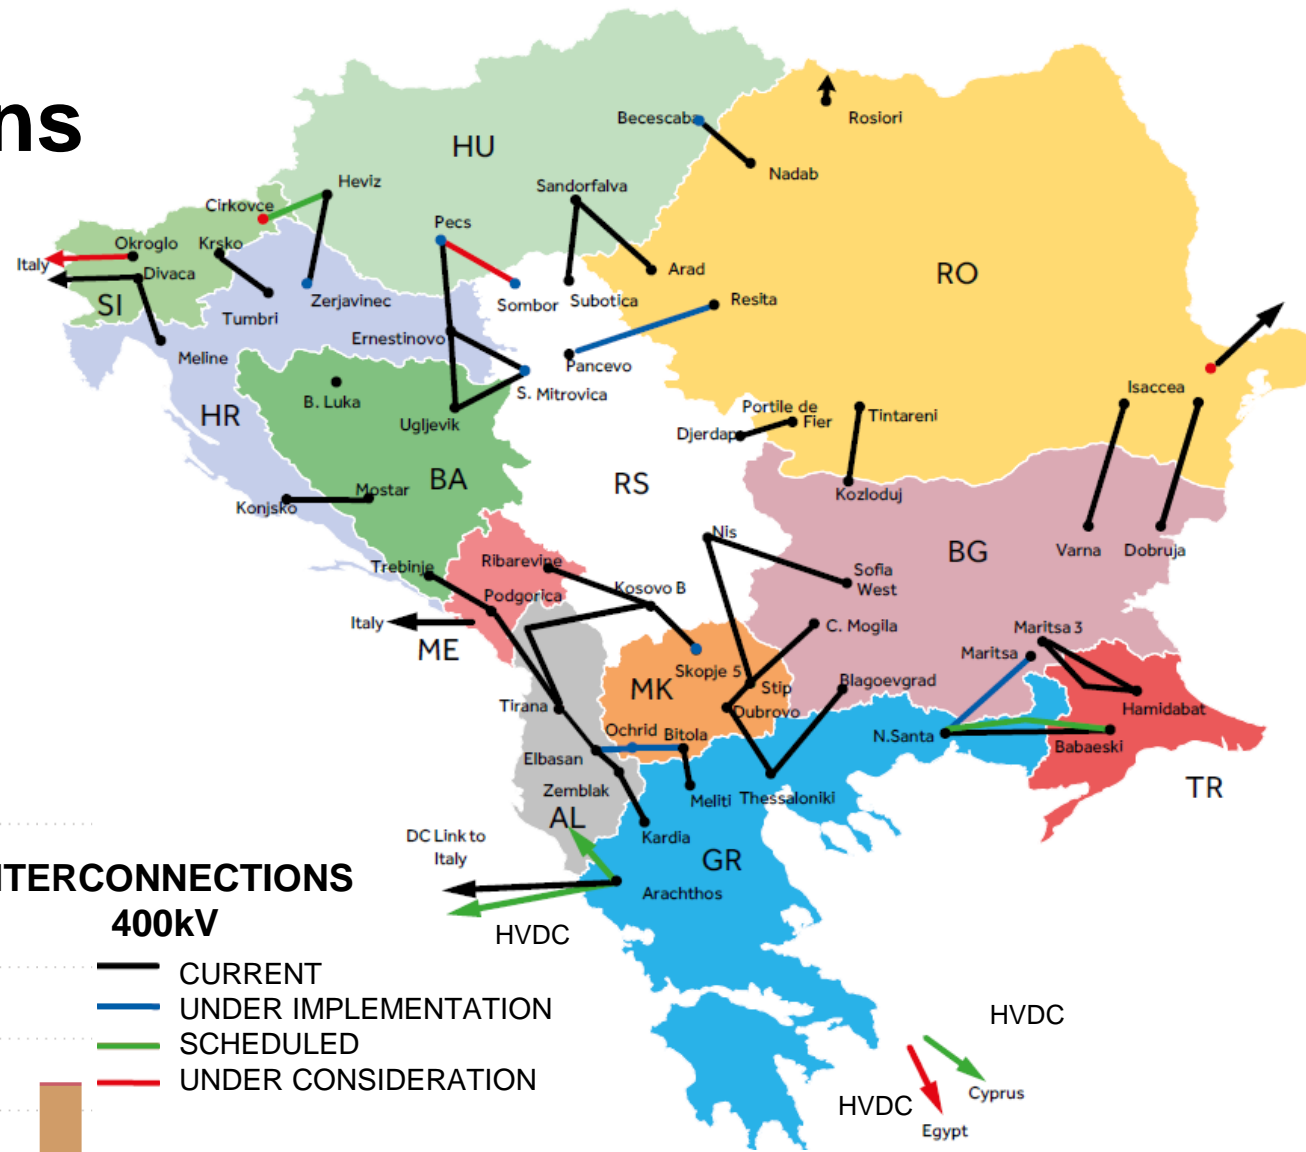 ns
HU
Becescaba
Rosiori
Nadab
Heviz
Sandorfalva
Cirkovce
Pecs
Okroglo
Krsko
Italy
Divaca
Arad
RO
SI
Zerjavinec
Sombor
Subotica
Resita
Tumbri
Ernestinovo
Meline
Pancevo
Isaccea
HR
B. Luka
S. Mitrovica
Portile de
Fier
Tintareni
Ugljevik
Djerdap
BA
RS
Mostar
Kozloduj
Konjsko
Nis
BG
Varna
Dobruja
Trebinje
Ribarevine
Sofia
West
Kosovo B
Podgorica
Italy
C. Mogila
Maritsa 3
ME
Maritsa
Skopje 5
MK
Stip
Blagoevgrad
Tirana
Dubrovo
Hamidabat
Ochrid
Bitola
N.Santa
Babaeski
Elbasan
TR
Zemblak
Meliti
Thessaloniki
AL
Kardia
DC Link to
Italy
GR
NTERCONNECTIONS
400kV
Arachthos
HVDC
CURRENT
UNDER IMPLEMENTATION
SCHEDULED
UNDER CONSIDERATION
HVDC
Cyprus
HVDC
Egypt